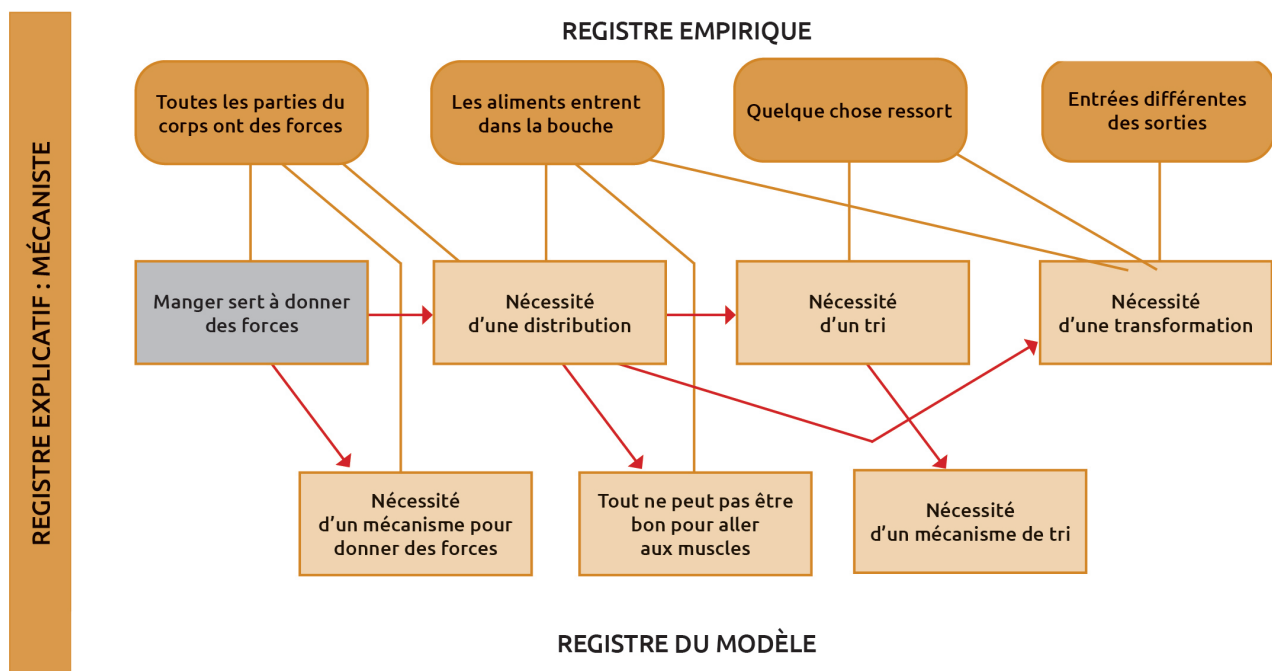 REGISTRE EXPLICATIF : MÉCANISTE
REGISTRE EMPIRIQUE
Toutes les parties du
corps ont des forces
Les aliments entrent
dans la bouche
Quelque chose ressort
Entrées différentes
des sorties
Manger sert à donner
des forces
Nécessité
d’une distribution
Nécessité
d’un tri
Nécessité
d’une transformation
Nécessité
d’un mécanisme pour
donner des forces
Tout ne peut pas être
bon pour aller
aux muscles
Nécessité
d’un mécanisme de tri
REGISTRE DU MODÈLE